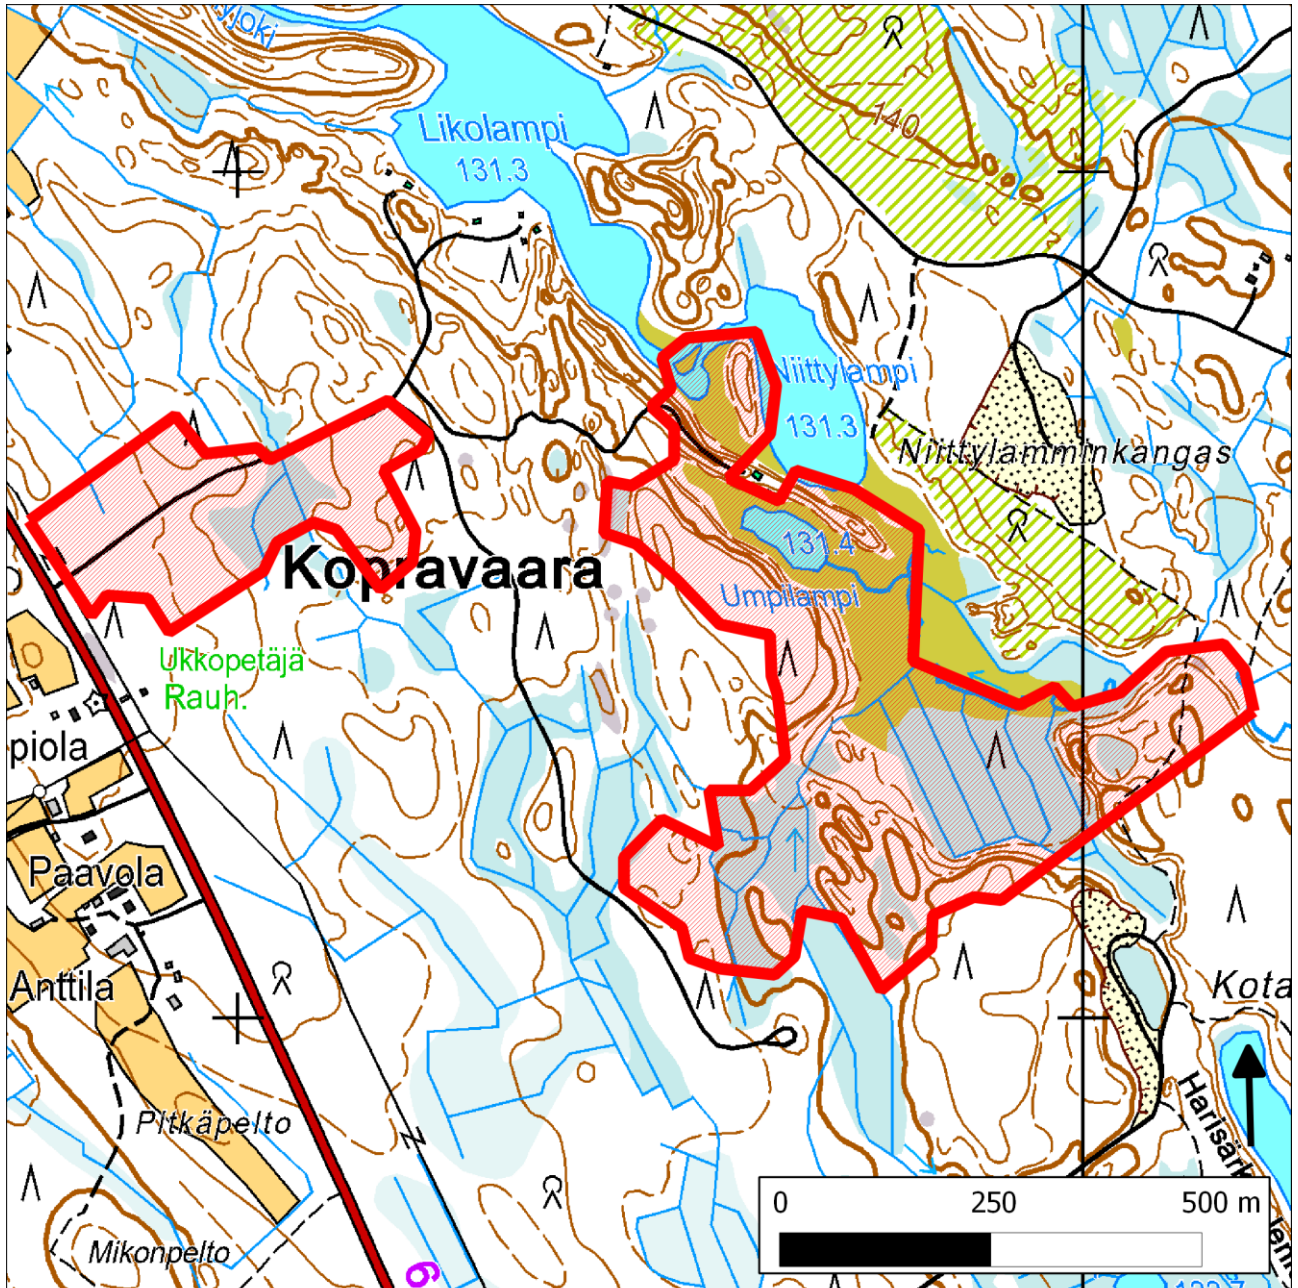 Likolampi
131.3
140
Niittylampi
131.3
Niittylamminkangas
131.4
Kopravaara
Umpilampi
Ukkopetäjä
Rauh.
piola
Paavola
Anttila
Kota
Pitkäpelto
Mikonpelto
6
0 250 500 m